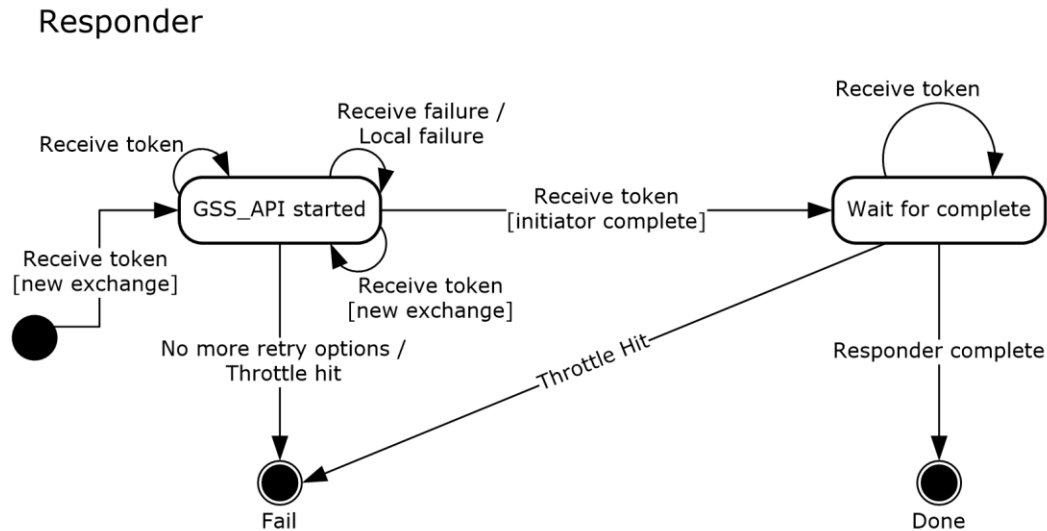 Responder
Receive failure /
Local failure
Receive token
Receive token
GSS_API started
Receive token
[initiator complete]
Wait for complete
Receive token
[new exchange]
Receive token
[new exchange]
No more retry options /
Throttle hit
Throttle Hit
Responder complete
Fail
Done